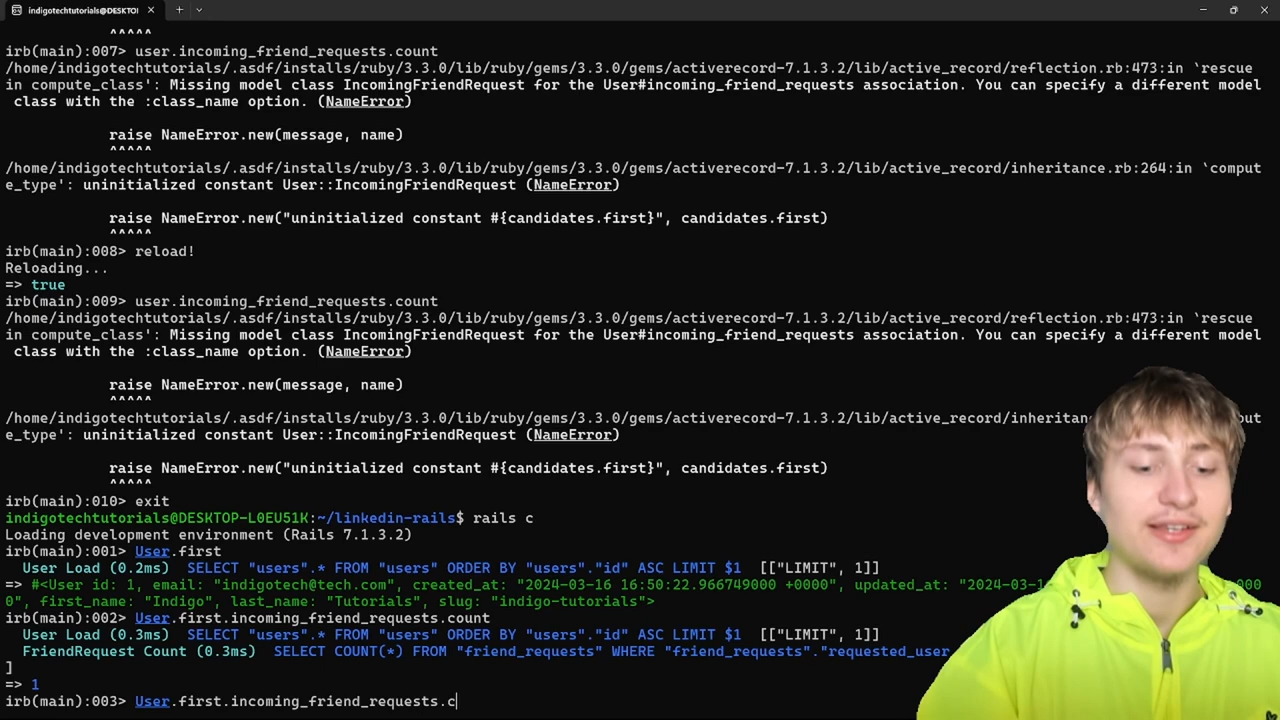 indigotechtutorials@DESKTO
^^^^^
irb(main):007> user.incoming_friend_requests.count
/home/indigotechtutorials/.asdf/installs/ruby/3.3.0/lib/ruby/gems/3.3.0/gems/activerecord-7.1.3.2/lib/active_record/reflection.rb:473:in `rescue
in compute_class': Missing model class IncomingFriendRequest for the User#incoming_friend_requests association. You can specify a different model
class with the :class_name option. (NameError)
raise NameError.new(message, name)
^^^^^
/home/indigotechtutorials/.asdf/installs/ruby/3.3.0/lib/ruby/gems/3.3.0/gems/activerecord-7.1.3.2/lib/active_record/inheritance.rb:264:in `comput
e_type': uninitialized constant User::IncomingFriendRequest (NameError)
raise NameError.new("uninitialized constant #{candidates.first}", candidates.first)
^^^^^
irb(main):008> reload!
Reloading...
=> true
irb(main):009> user.incoming_friend_requests.count
/home/indigotechtutorials/.asdf/installs/ruby/3.3.0/lib/ruby/gems/3.3.0/gems/activerecord-7.1.3.2/lib/active_record/reflection.rb:473:in `rescue
in compute_class': Missing model class IncomingFriendRequest for the User#incoming_friend_requests association. You can specify a different model
class with the :class_name option. (NameError)
raise NameError.new(message, name)
^^^^^
/home/indigotechtutorials/.asdf/installs/ruby/3.3.0/lib/ruby/gems/3.3.0/gems/activerecord-7.1.3.2/lib/active_record/inherita ut
e_type': uninitialized constant User::IncomingFriendRequest (NameError)
raise NameError.new("uninitialized constant #{candidates.first}", candidates.first)
^^^^^
irb(main):010> exit
indigotechtutorials@DESKTOP-L0EU51K:~/linkedin-rails$ rails c
Loading development environment (Rails 7.1.3.2)
irb(main):001> User.first
User Load (0.2ms) SELECT "users".* FROM "users" ORDER BY "users"."id" ASC LIMIT $1 [["LIMIT", 1]]
=> #<User id: 1, email: "indigotech@tech.com", created_at: "2024-03-16 16:50:22.966749000 +0000", updated_at: "2024-03-1 000
0", first_name: "Indigo", last_name: "Tutorials", slug: "indigo-tutorials">
irb(main):002> User.first.incoming_friend_requests.count
User Load (0.3ms) SELECT "users".* FROM "users" ORDER BY "users"."id" ASC LIMIT $1 [["LIMIT", 1]]
FriendRequest Count (0.3ms) SELECT COUNT(*) FROM "friend_requests" WHERE "friend_requests"."requested_user
]
=> 1
irb(main):003> User.first.incoming_friend_requests.c